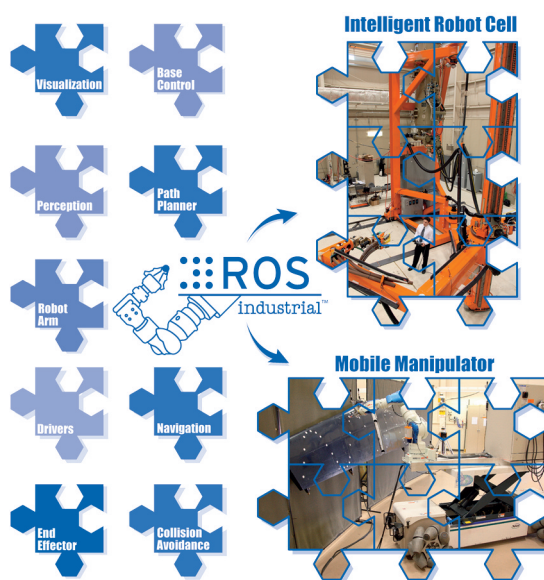 Intelligent Robot Cell
Visualization
Base
Control
Perception
Path
Planner
ROS
industrial™
Robot
Arm
Mobile Manipulator
Drivers
Navigation
End
Effector
Collision
Avoidance